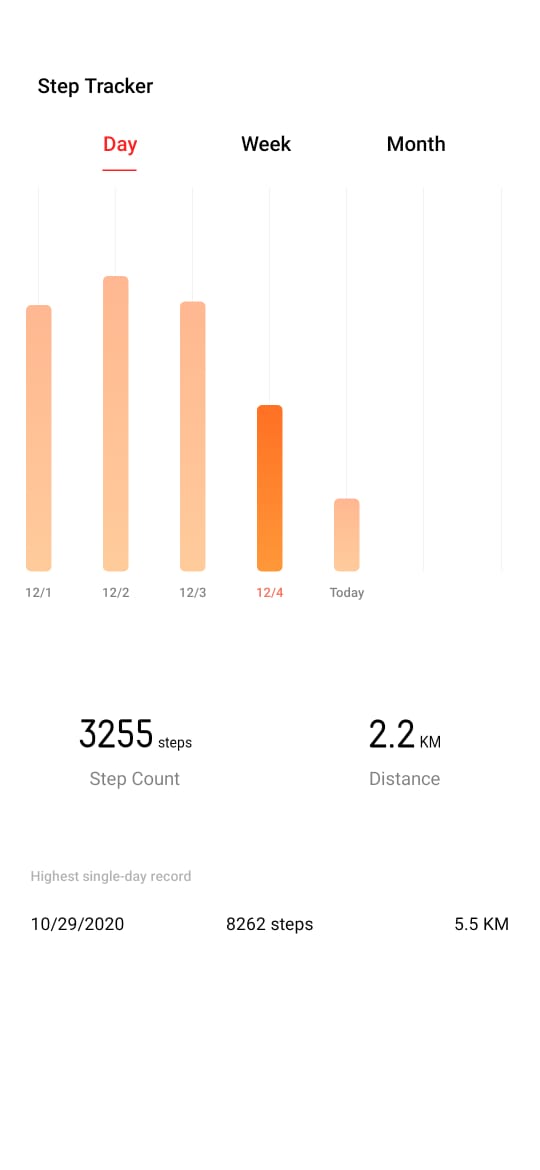 Step Tracker
Day Week Month
12/1 12/2 12/3 12/4 Today
3255 steps 2.2 KM
Step Count Distance
Highest single-day record
10/29/2020 8262 steps 5.5 KM